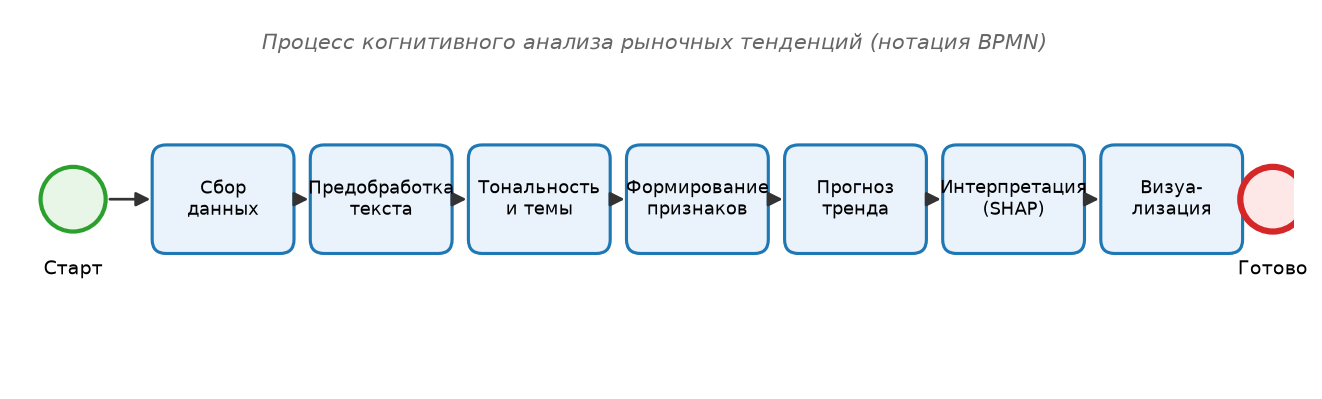 Процесс когнитивного анализа рыночных тенденций (нотация BPMN)
Сбор
данных
Предобработка
текста
Тональность
и темы
Формирование
признаков
Прогноз
тренда
Интерпретация
(SHAP)
Визуа-
лизация
Старт
Готово